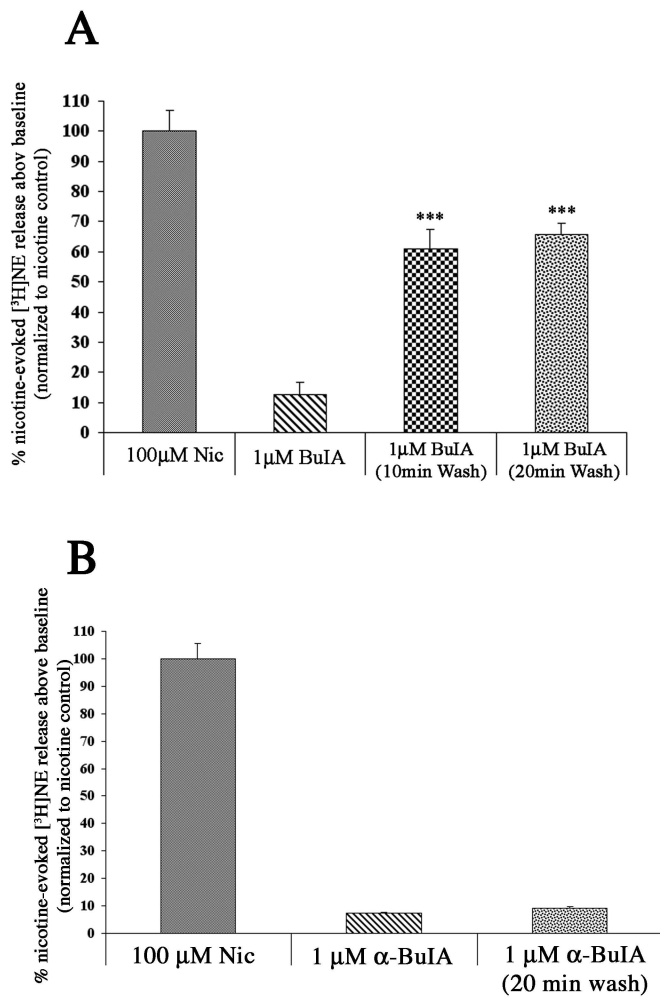 A
% nicotine-evoked [³H]NE release abov baseline
(normalized to nicotine control)
110
100
90
80
70
60
50
40
30
20
10
0
***
***
100μM Nic
1μM BuIA
1μM BuIA
(10min Wash)
1μM BuIA
(20min Wash)
B
% nicotine-evoked [³H]NE release above baseline
(normalized to nicotine control)
110
100
90
80
70
60
50
40
30
20
10
0
100 μM Nic
1 μM α-BuIA
1 μM α-BuIA
(20 min wash)